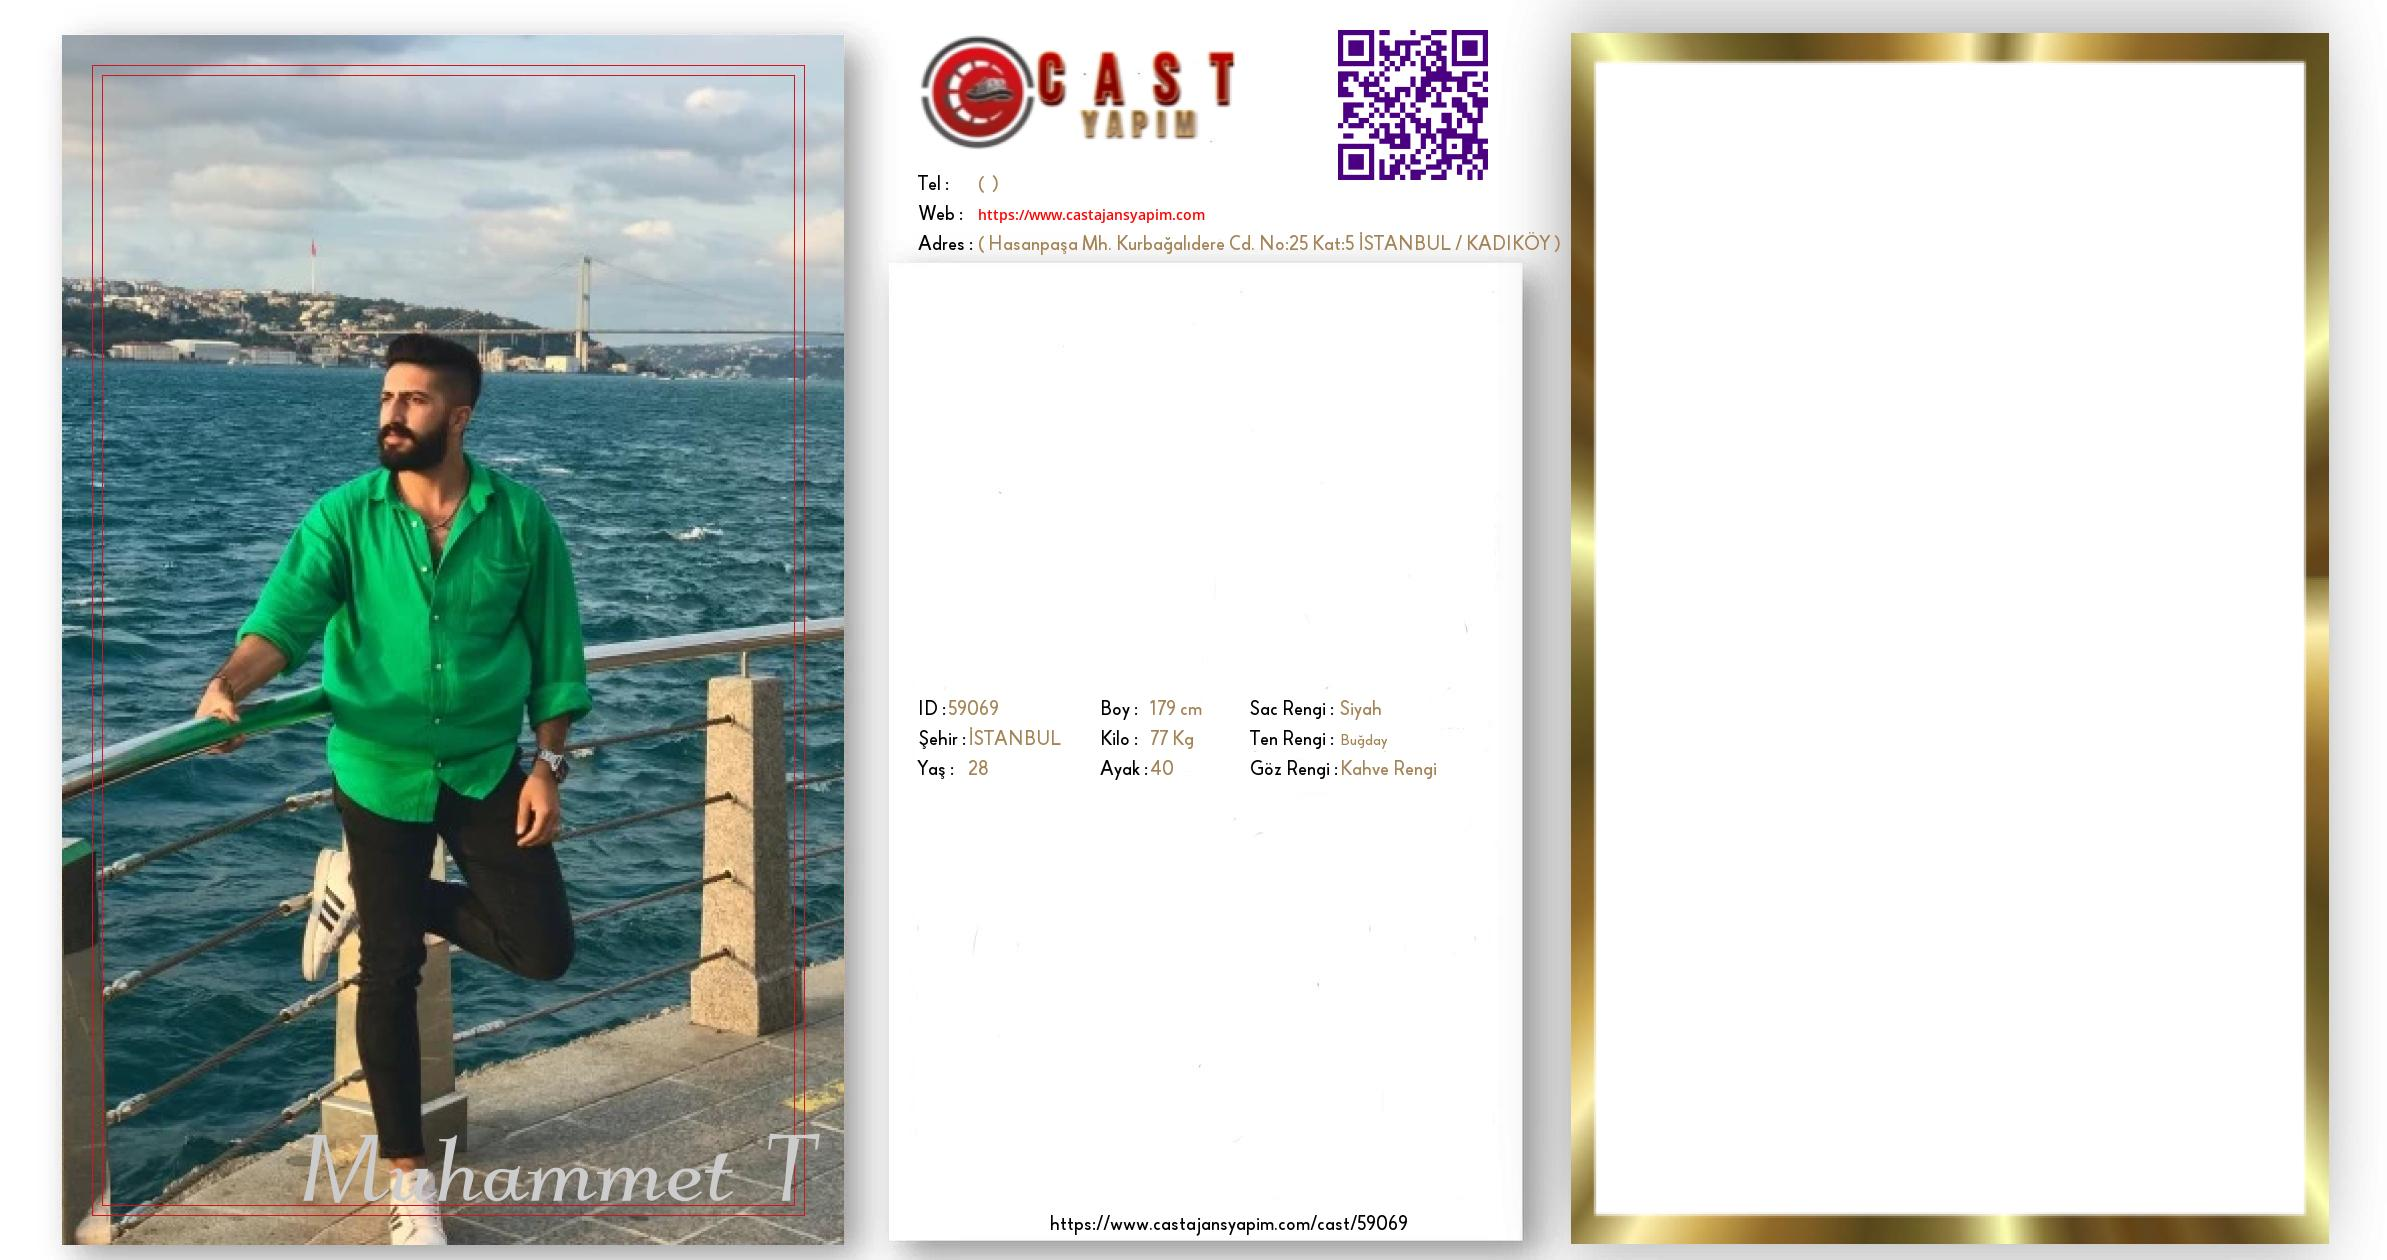 Muhammet T
CAST
YAPIM
Tel : ( )
Web : https://www.castajansyapim.com
Adres : ( Hasanpaşa Mh. Kurbağalıdere Cd. No:25 Kat:5 İSTANBUL / KADIKÖY )
ID : 59069 Boy : 179 cm Sac Rengi : Siyah
Şehir : İSTANBUL Kilo : 77 Kg Ten Rengi : Buğday
Yaş : 28 Ayak : 40 Göz Rengi : Kahve Rengi
https://www.castajansyapim.com/cast/59069